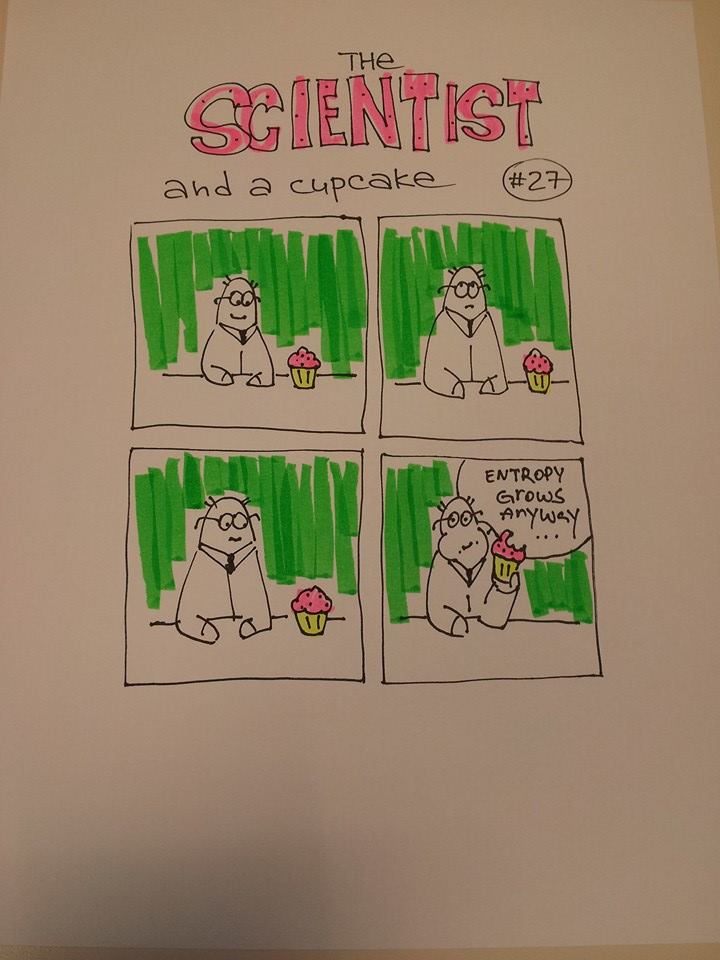 THE
SCIENTIST
and a cupcake #27
ENTROPY
GROWS
ANYWAY
...